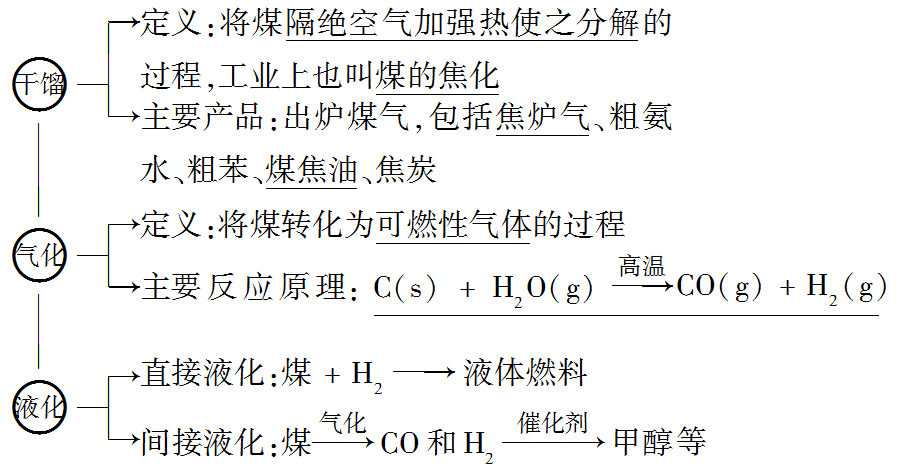 干馏
定义:将煤隔绝空气加强热使之分解的
过程,工业上也叫煤的焦化
主要产品:出炉煤气,包括焦炉气、粗氨
水、粗苯、煤焦油、焦炭
气化
定义:将煤转化为可燃性气体的过程
主要反应原理: C(s) + H₂O(g) —高温→ CO(g) + H₂(g)
液化
直接液化:煤 + H₂ ⟶ 液体燃料
间接液化:煤 —气化→ CO 和 H₂ —催化剂→ 甲醇等